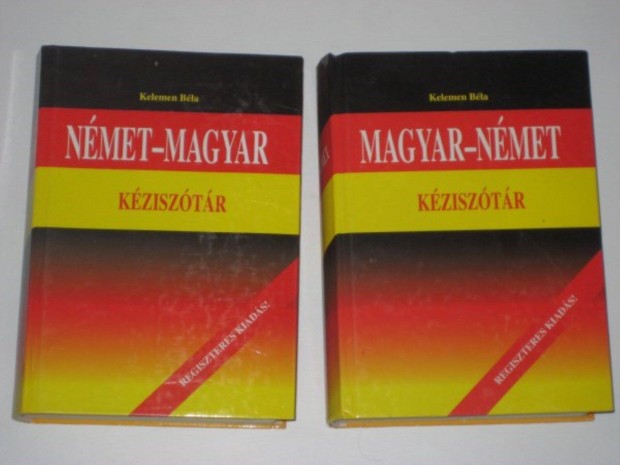 Kelemen Béla
NÉMET-MAGYAR
KÉZISZÓTÁR
REGISZTERES KIADÁS!
Kelemen Béla
MAGYAR-NÉMET
KÉZISZÓTÁR
REGISZTERES KIADÁS!